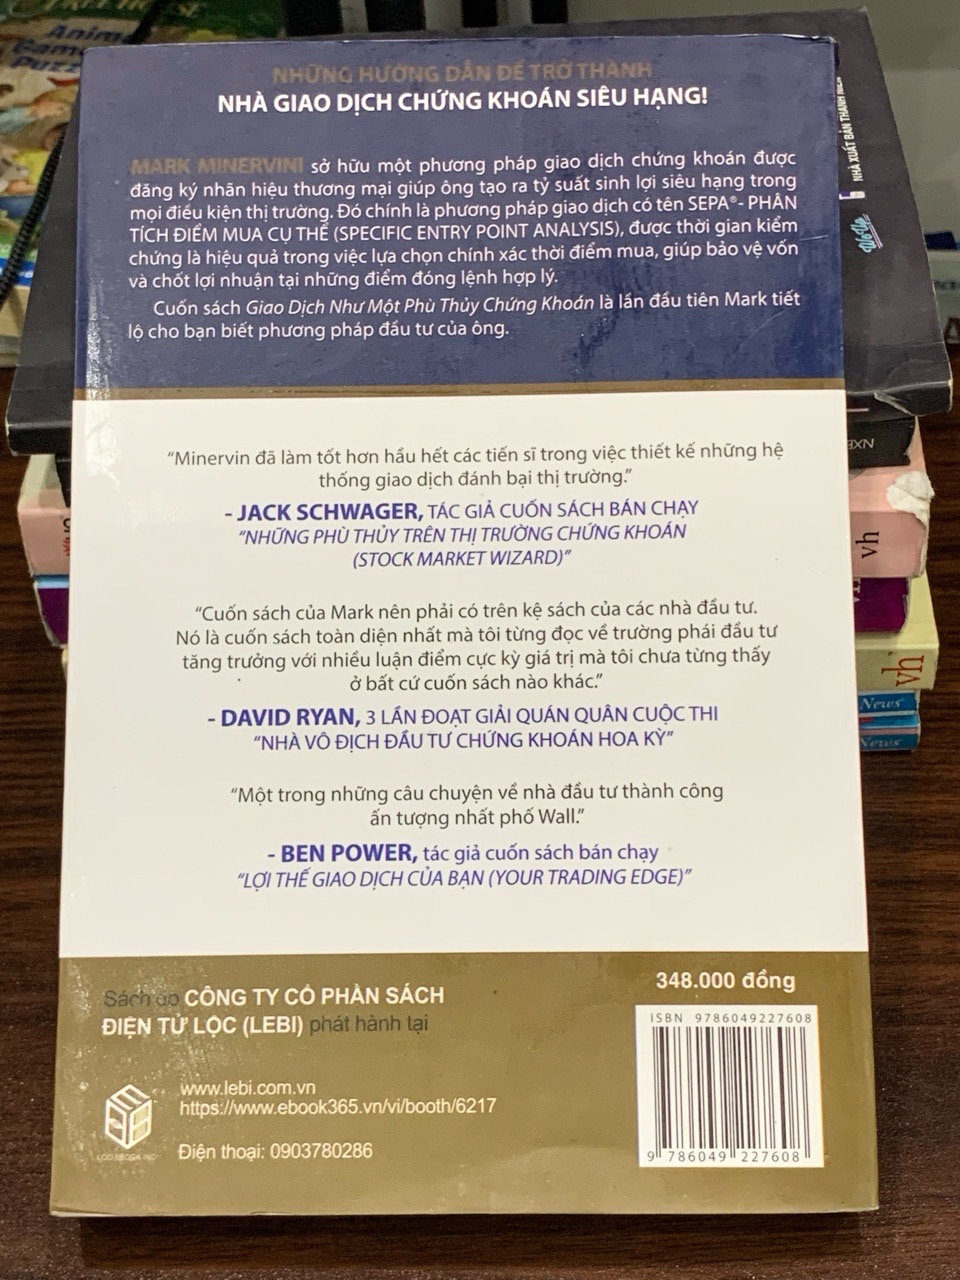 NHỮNG HƯỚNG DẪN ĐỂ TRỞ THÀNH
NHÀ GIAO DỊCH CHỨNG KHOÁN SIÊU HẠNG!
MARK MINERVINI sở hữu một phương pháp giao dịch chứng khoán được
đăng ký nhãn hiệu thương mại giúp ông tạo ra tỷ suất sinh lợi siêu hạng trong
mọi điều kiện thị trường. Đó chính là phương pháp giao dịch có tên SEPA®- PHÂN
TÍCH ĐIỂM MUA CỤ THỂ (SPECIFIC ENTRY POINT ANALYSIS), được thời gian kiểm
chứng là hiệu quả trong việc lựa chọn chính xác thời điểm mua, giúp bảo vệ vốn
và chốt lợi nhuận tại những điểm đóng lệnh hợp lý.
Cuốn sách Giao Dịch Như Một Phù Thủy Chứng Khoán là lần đầu tiên Mark tiết
lộ cho bạn biết phương pháp đầu tư của ông.
“Minervin đã làm tốt hơn hầu hết các tiến sĩ trong việc thiết kế những hệ
thống giao dịch đánh bại thị trường.”
- JACK SCHWAGER, TÁC GIẢ CUỐN SÁCH BÁN CHẠY
“NHỮNG PHÙ THỦY TRÊN THỊ TRƯỜNG CHỨNG KHOÁN
(STOCK MARKET WIZARD)”
“Cuốn sách của Mark nên phải có trên kệ sách của các nhà đầu tư.
Nó là cuốn sách toàn diện nhất mà tôi từng đọc về trường phái đầu tư
tăng trưởng với nhiều luận điểm cực kỳ giá trị mà tôi chưa từng thấy
ở bất cứ cuốn sách nào khác.”
- DAVID RYAN, 3 LẦN ĐOẠT GIẢI QUÁN QUÂN CUỘC THI
“NHÀ VÔ ĐỊCH ĐẦU TƯ CHỨNG KHOÁN HOA KỲ”
“Một trong những câu chuyện về nhà đầu tư thành công
ấn tượng nhất phố Wall.”
- BEN POWER, tác giả cuốn sách bán chạy
“LỢI THẾ GIAO DỊCH CỦA BẠN (YOUR TRADING EDGE)”
Sách do CÔNG TY CỔ PHẦN SÁCH
ĐIỆN TỬ LỘC (LEBI) phát hành tại
www.lebi.com.vn
https://www.ebook365.vn/vi/booth/6217
Điện thoại: 0903780286
348.000 đồng
ISBN 9786049227608
9 786049 227608
NHÀ XUẤT BẢN THANH NIÊN
NXB
vh
vh
News
News